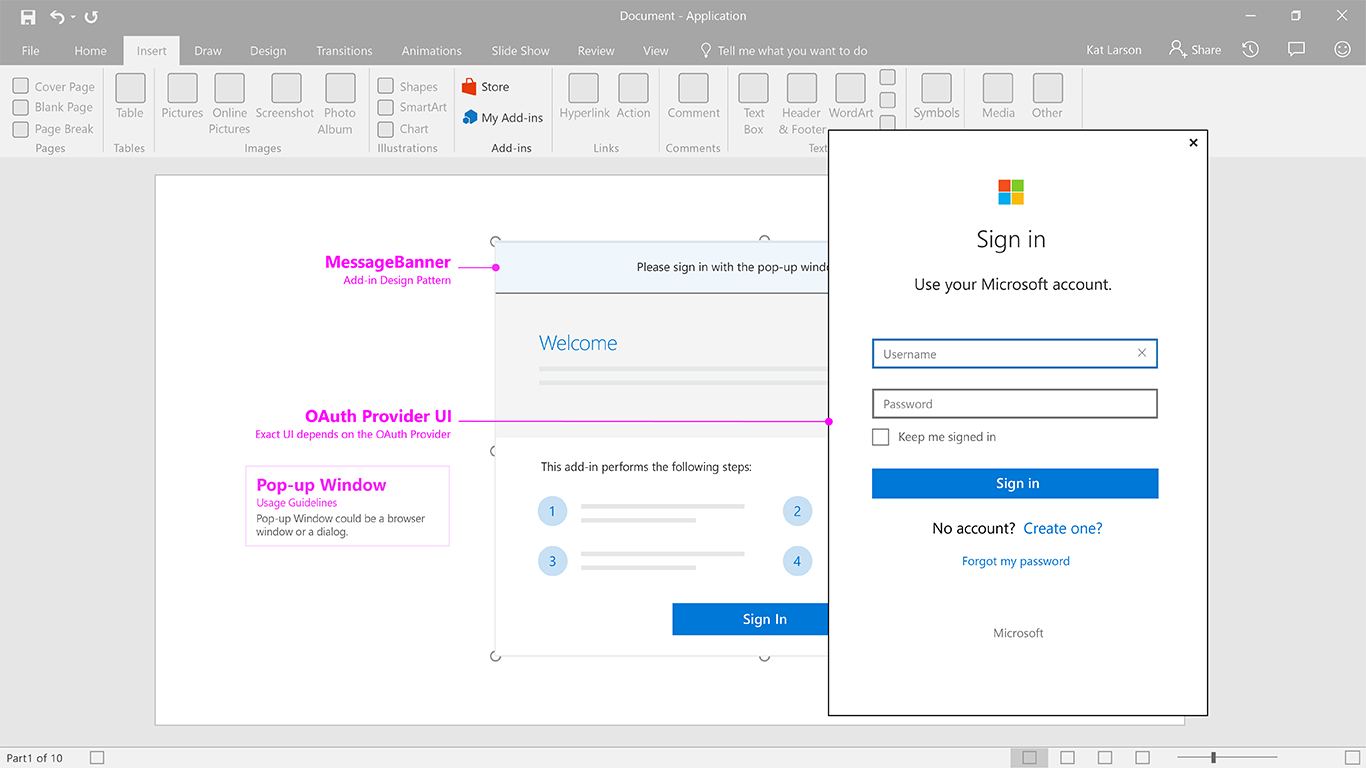 Document - Application
File Home Insert Draw Design Transitions Animations Slide Show Review View Tell me what you want to do Kat Larson Share
Cover Page
Blank Page
Page Break
Pages
Table
Tables
Pictures
Online
Pictures
Screenshot
Photo
Album
Images
Shapes
SmartArt
Chart
Illustrations
Store
My Add-ins
Add-ins
Hyperlink
Action
Links
Comment
Comments
Text
Box
Header
& Footer
WordArt
Text
Symbols
Media
Other
MessageBanner
Add-in Design Pattern
OAuth Provider UI
Exact UI depends on the OAuth Provider
Pop-up Window
Usage Guidelines
Pop-up Window could be a browser
window or a dialog.
Please sign in with the pop-up
Welcome
This add-in performs the following steps:
1
2
3
4
Sign In
Sign in
Use your Microsoft account.
Username
Password
Keep me signed in
Sign in
No account? Create one?
Forgot my password
Microsoft
Part1 of 10